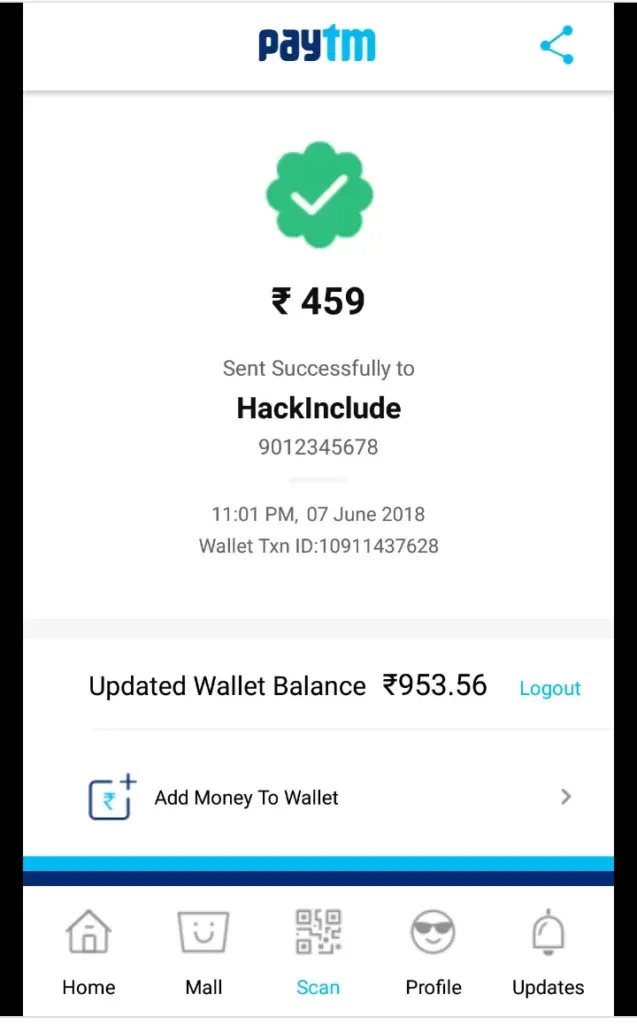 paytm
₹ 459
Sent Successfully to
HackInclude
9012345678
11:01 PM, 07 June 2018
Wallet Txn ID:10911437628
Updated Wallet Balance ₹953.56 Logout
₹ Add Money To Wallet
Home Mall Scan Profile Updates